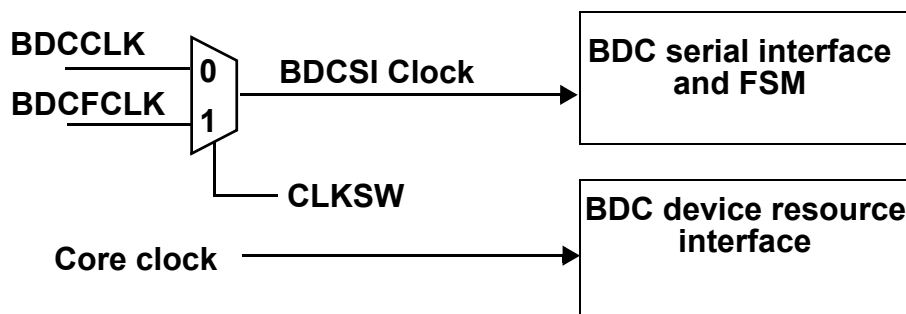 BDCCLK
BDCFCLK
0
1
BDCSI Clock
CLKSW
BDC serial interface
and FSM
Core clock
BDC device resource
interface